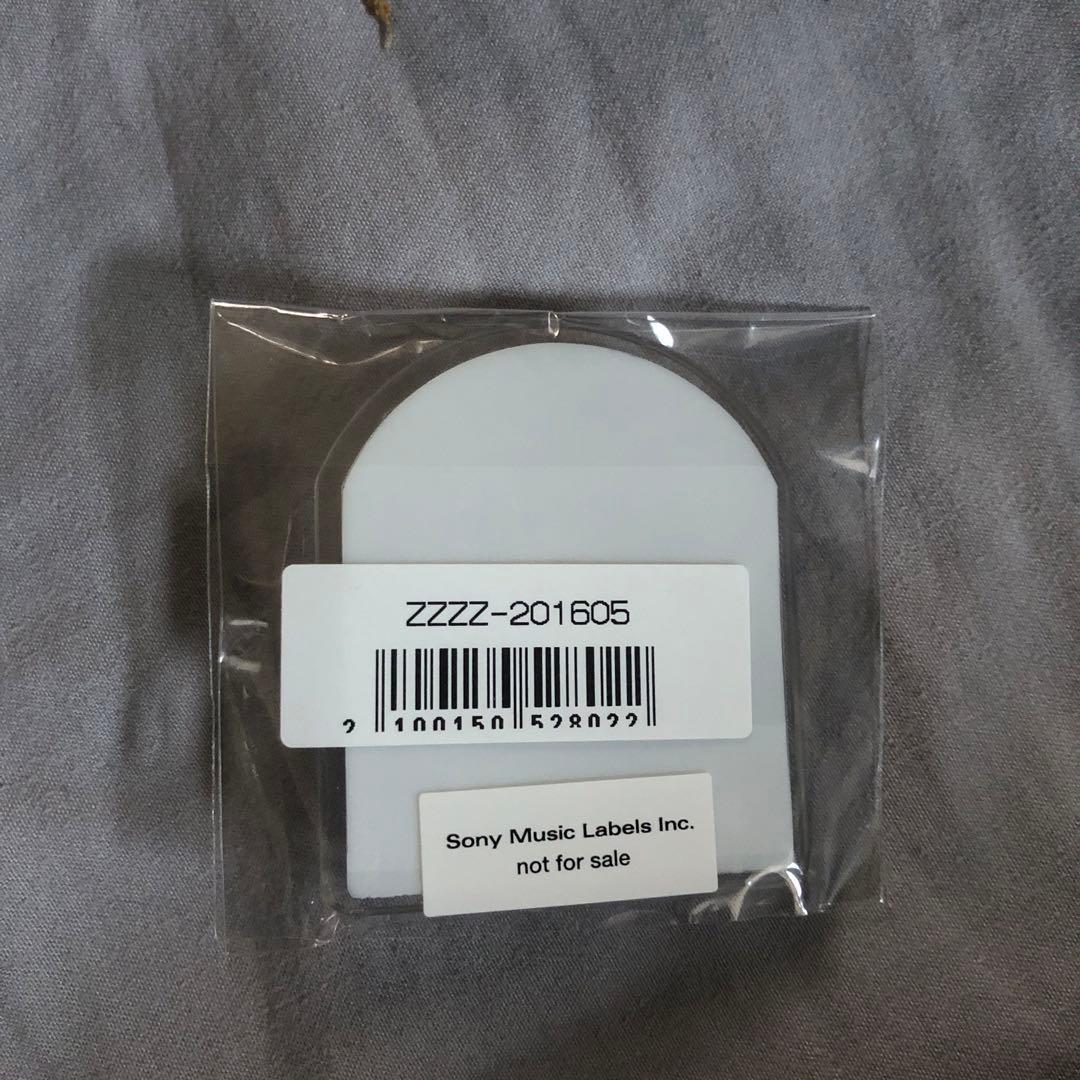 ZZZZ-201605
2 100150 528022
Sony Music Labels Inc.
not for sale